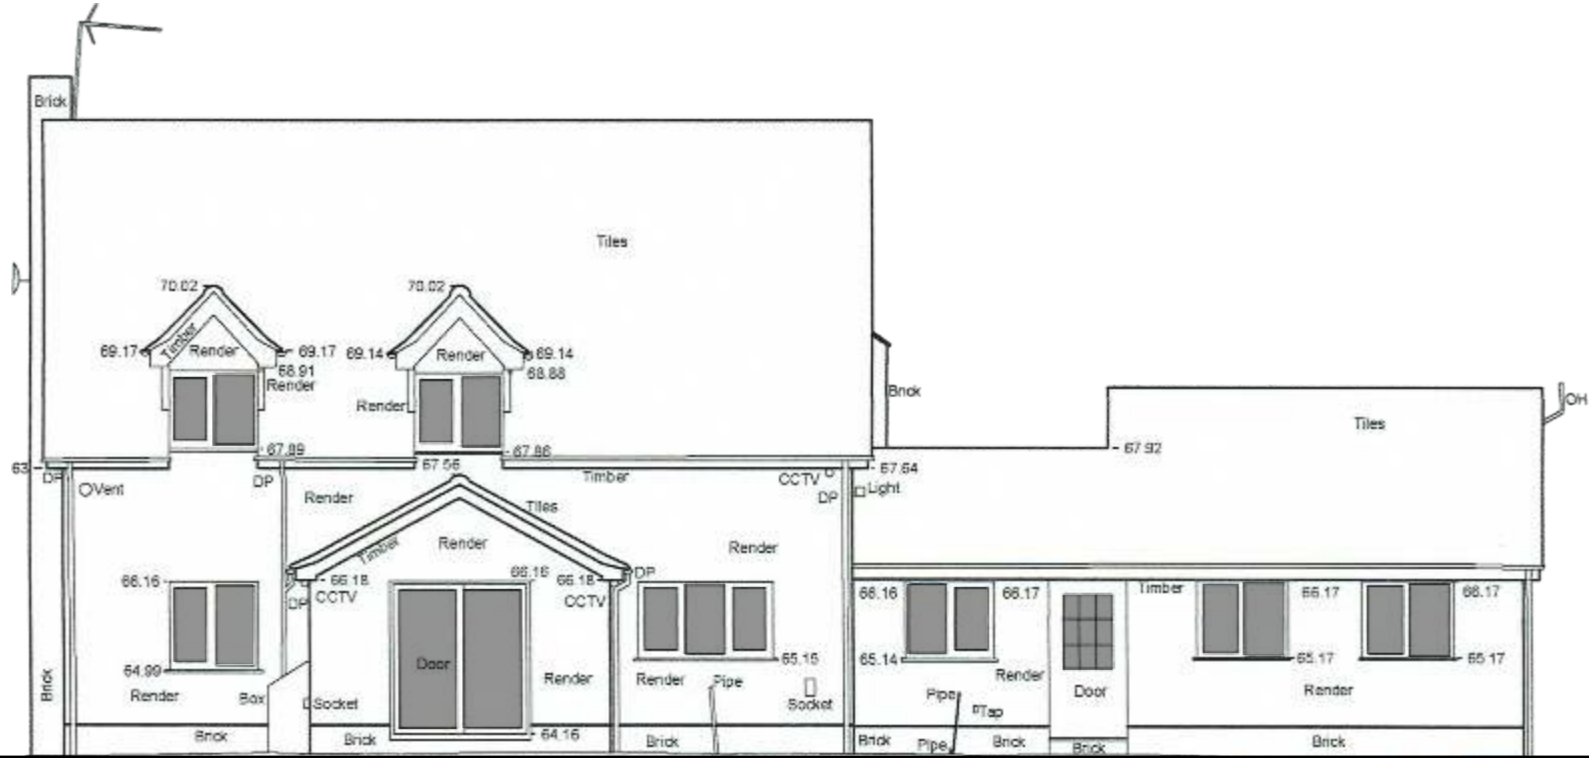 Brick
Tiles
70.02
70.02
69.17
Timber
Render
69.17
69.14
Render
69.14
68.91
68.88
Render
Render
Brick
OH
Tiles
67.89
67.86
67.92
63
67.56
Timber
67.64
DP
Vent
DP
CCTV
DP
Light
Render
Tiles
Timber
Render
Render
66.16
66.18
66.16
66.18
DP
DP
CCTV
CCTV
66.16
66.17
Timber
66.17
66.17
64.99
Door
65.15
65.14
65.17
65.17
Brick
Render
Box
Socket
Render
Render
Pipe
Socket
Render
Pipe
Tap
Door
Render
Brick
Brick
64.16
Brick
Brick
Pipe
Brick
Brick
Brick